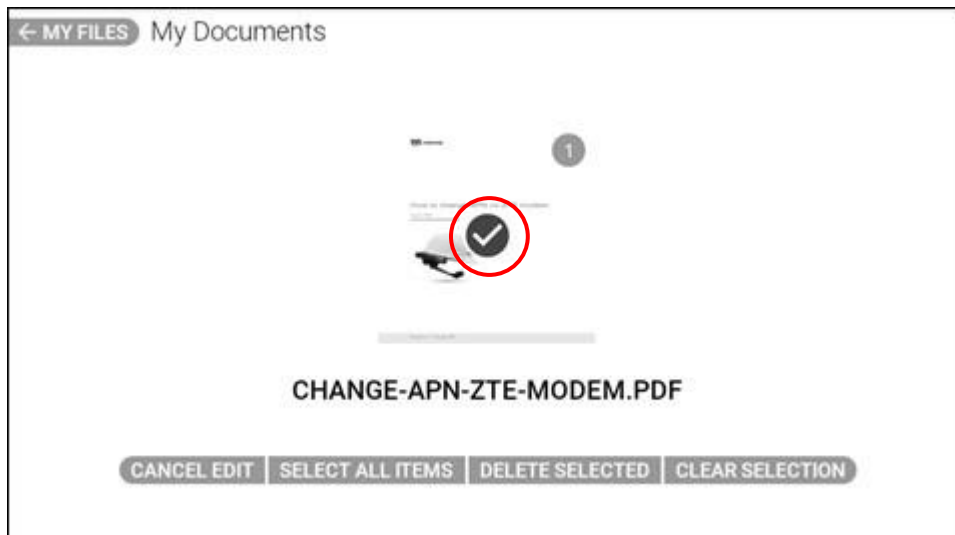 ← MY FILES My Documents
1
CHANGE-APN-ZTE-MODEM.PDF
CANCEL EDIT SELECT ALL ITEMS DELETE SELECTED CLEAR SELECTION